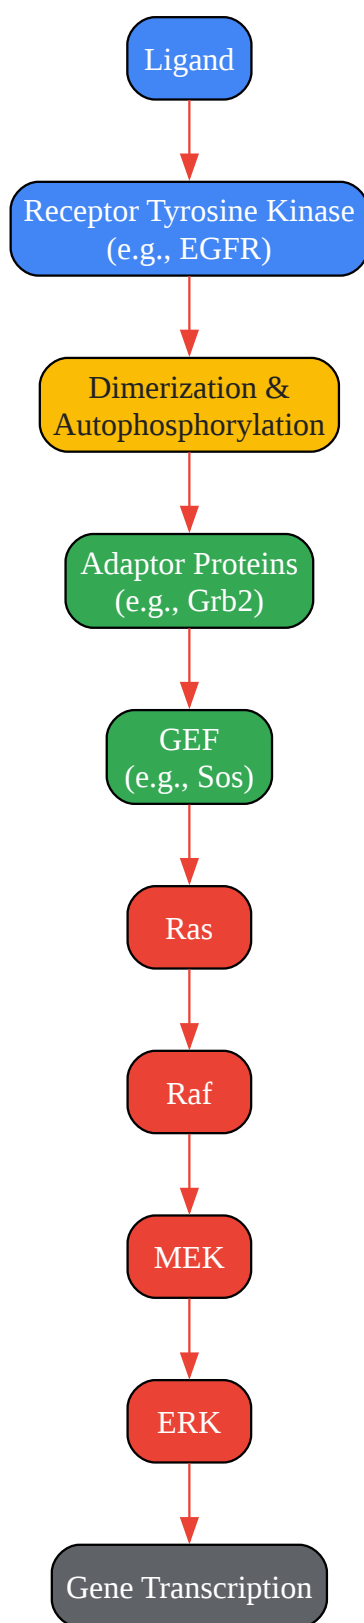 Ligand
Receptor Tyrosine Kinase
(e.g., EGFR)
Dimerization &
Autophosphorylation
Adaptor Proteins
(e.g., Grb2)
GEF
(e.g., Sos)
Ras
Raf
MEK
ERK
Gene Transcription